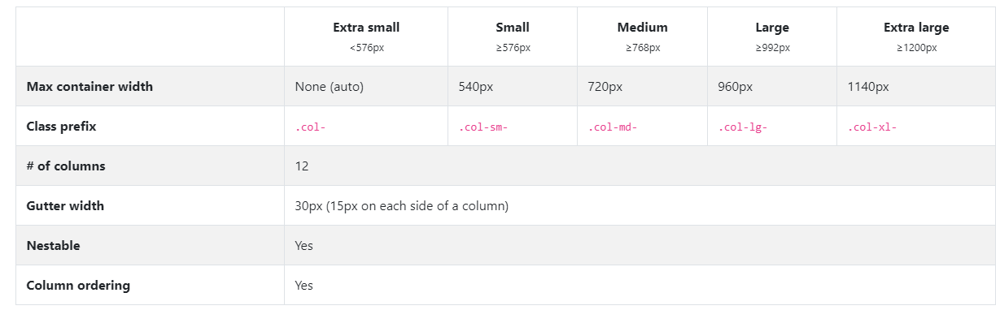 Extra small Small Medium Large Extra large
<576px ≥576px ≥768px ≥992px ≥1200px
Max container width None (auto) 540px 720px 960px 1140px
Class prefix .col- .col-sm- .col-md- .col-lg- .col-xl-
# of columns 12
Gutter width 30px (15px on each side of a column)
Nestable Yes
Column ordering Yes